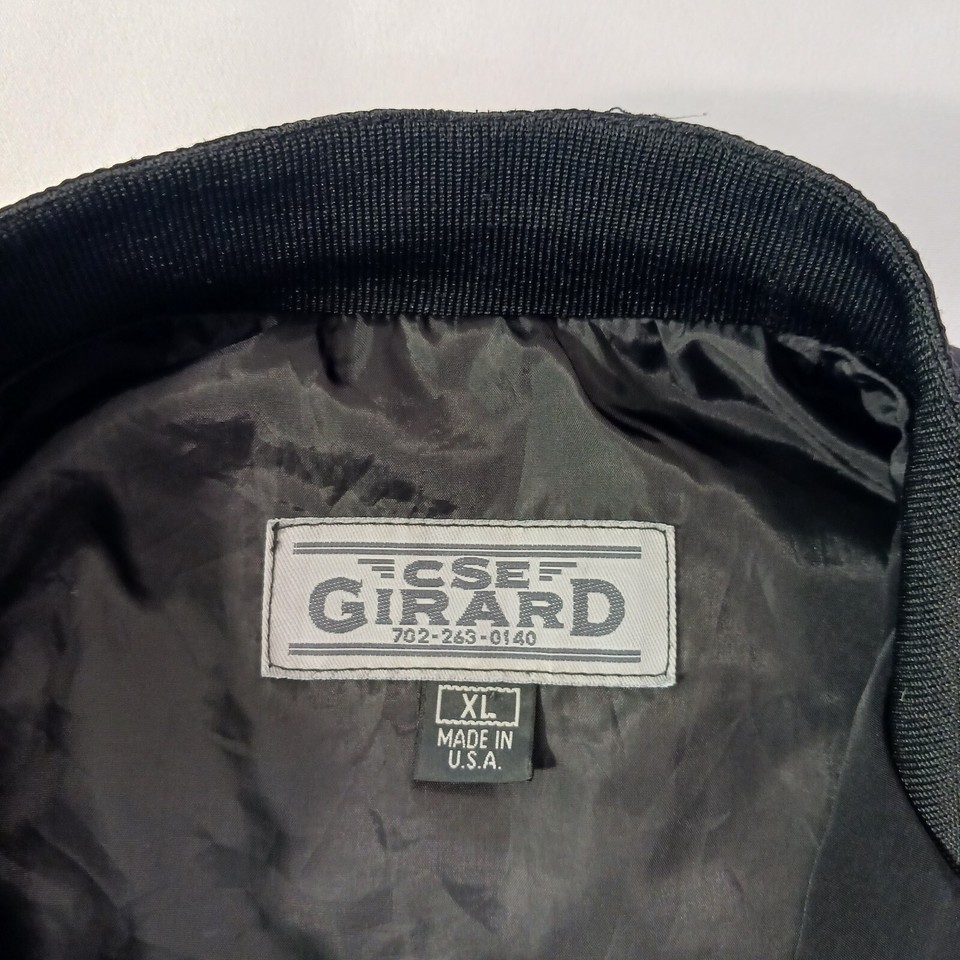 CSE
GIRARD
702-263-0140
XL
MADE IN
U.S.A.